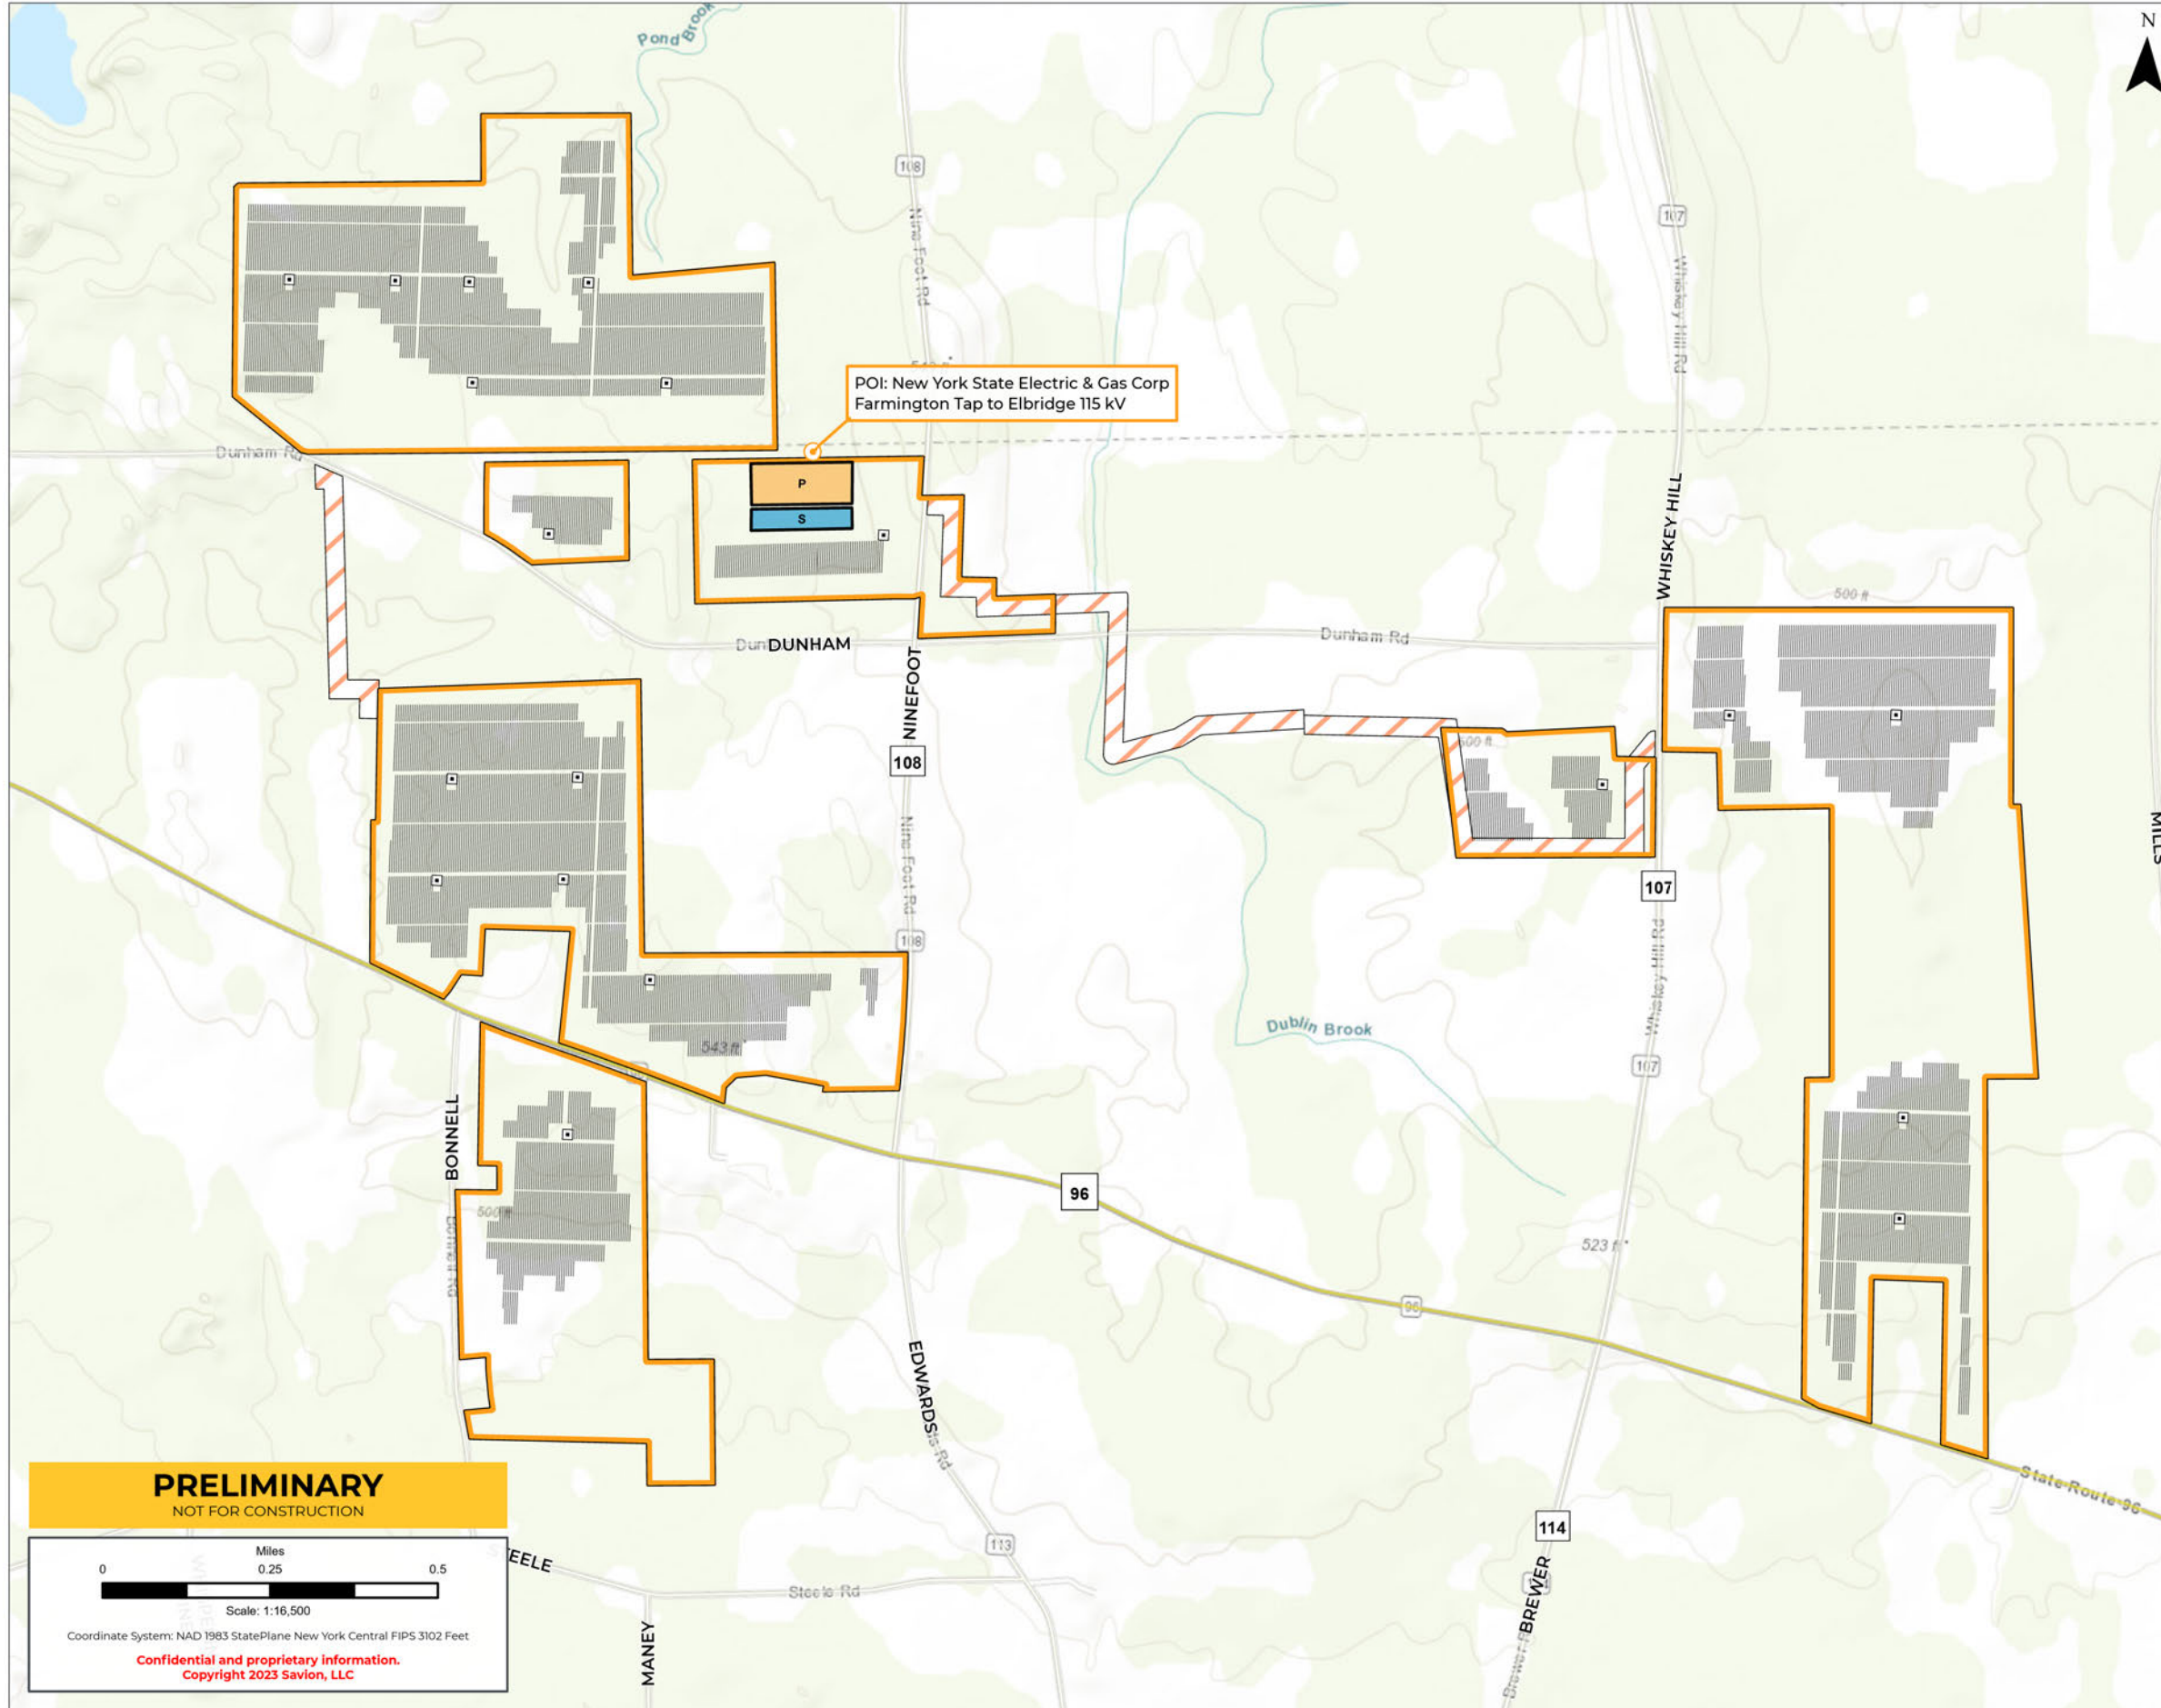 Pond Brook
N
108
107
Nine Foot Rd
Whiskey Hill Rd
POI: New York State Electric & Gas Corp
Farmington Tap to Elbridge 115 kV
Dunham Rd
P
S
WHISKEY HILL
500 ft
Dunham Rd
DUNHAM
NINEFOOT
500 ft
108
MILLS
Nine Foot Rd
107
108
Whiskey Hill Rd
Dublin Brook
543 ft
107
BONNELL
96
500 ft
Bonnell Rd
523 ft
96
EDWARDS
State Route 96
PRELIMINARY
NOT FOR CONSTRUCTION
114
113
Miles
0 0.25 0.5
Scale: 1:16,500
Coordinate System: NAD 1983 StatePlane New York Central FIPS 3102 Feet
Confidential and proprietary information.
Copyright 2023 Savion, LLC
STEELE
Steele Rd
MANEY
BREWER